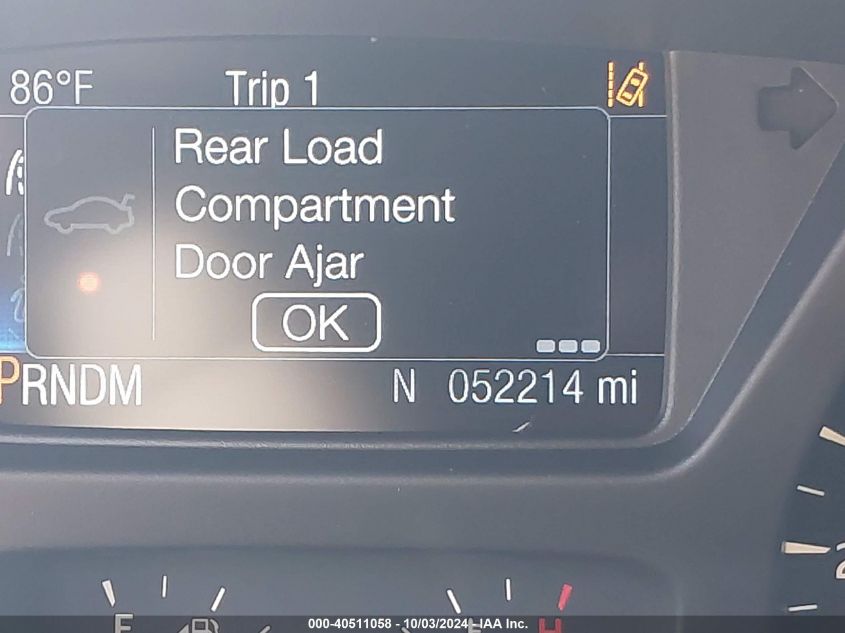 86°F Trip 1
Rear Load
Compartment
Door Ajar
OK
PRNDM N 052214 mi
2
E H
000-40511058 - 10/03/2024 - IAA Inc.